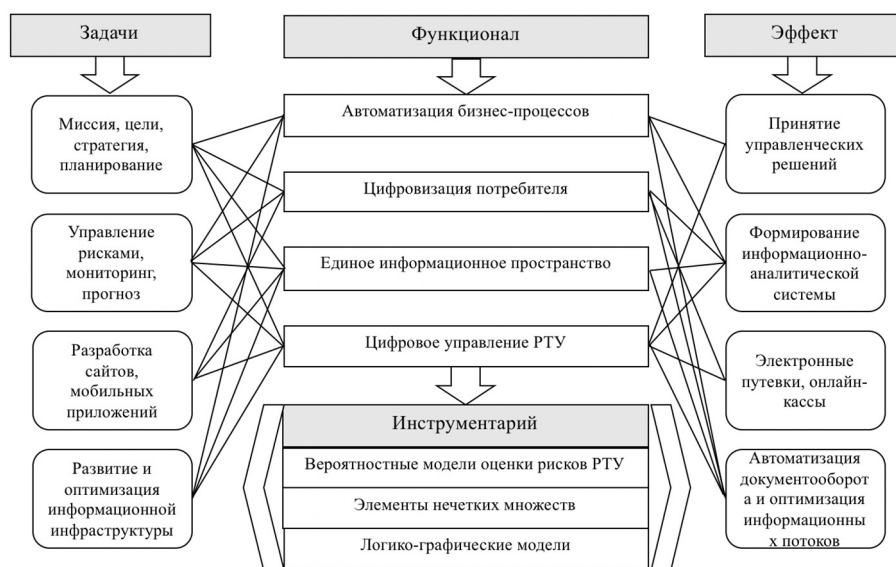 Задачи
Миссия, цели,
стратегия,
планирование
Управление
рисками,
мониторинг,
прогноз
Разработка
сайтов,
мобильных
приложений
Развитие и
оптимизация
информационной
инфраструктуры
Функционал
Автоматизация бизнес-процессов
Цифровизация потребителя
Единое информационное пространство
Цифровое управление РТУ
Инструментарий
Вероятностные модели оценки рисков РТУ
Элементы нечетких множеств
Логико-графические модели
Эффект
Принятие
управленческих
решений
Формирование
информационно-
аналитической
системы
Электронные
путевки, онлайн-
кассы
Автоматизация
документооборот
а и оптимизация
информационны
х потоков